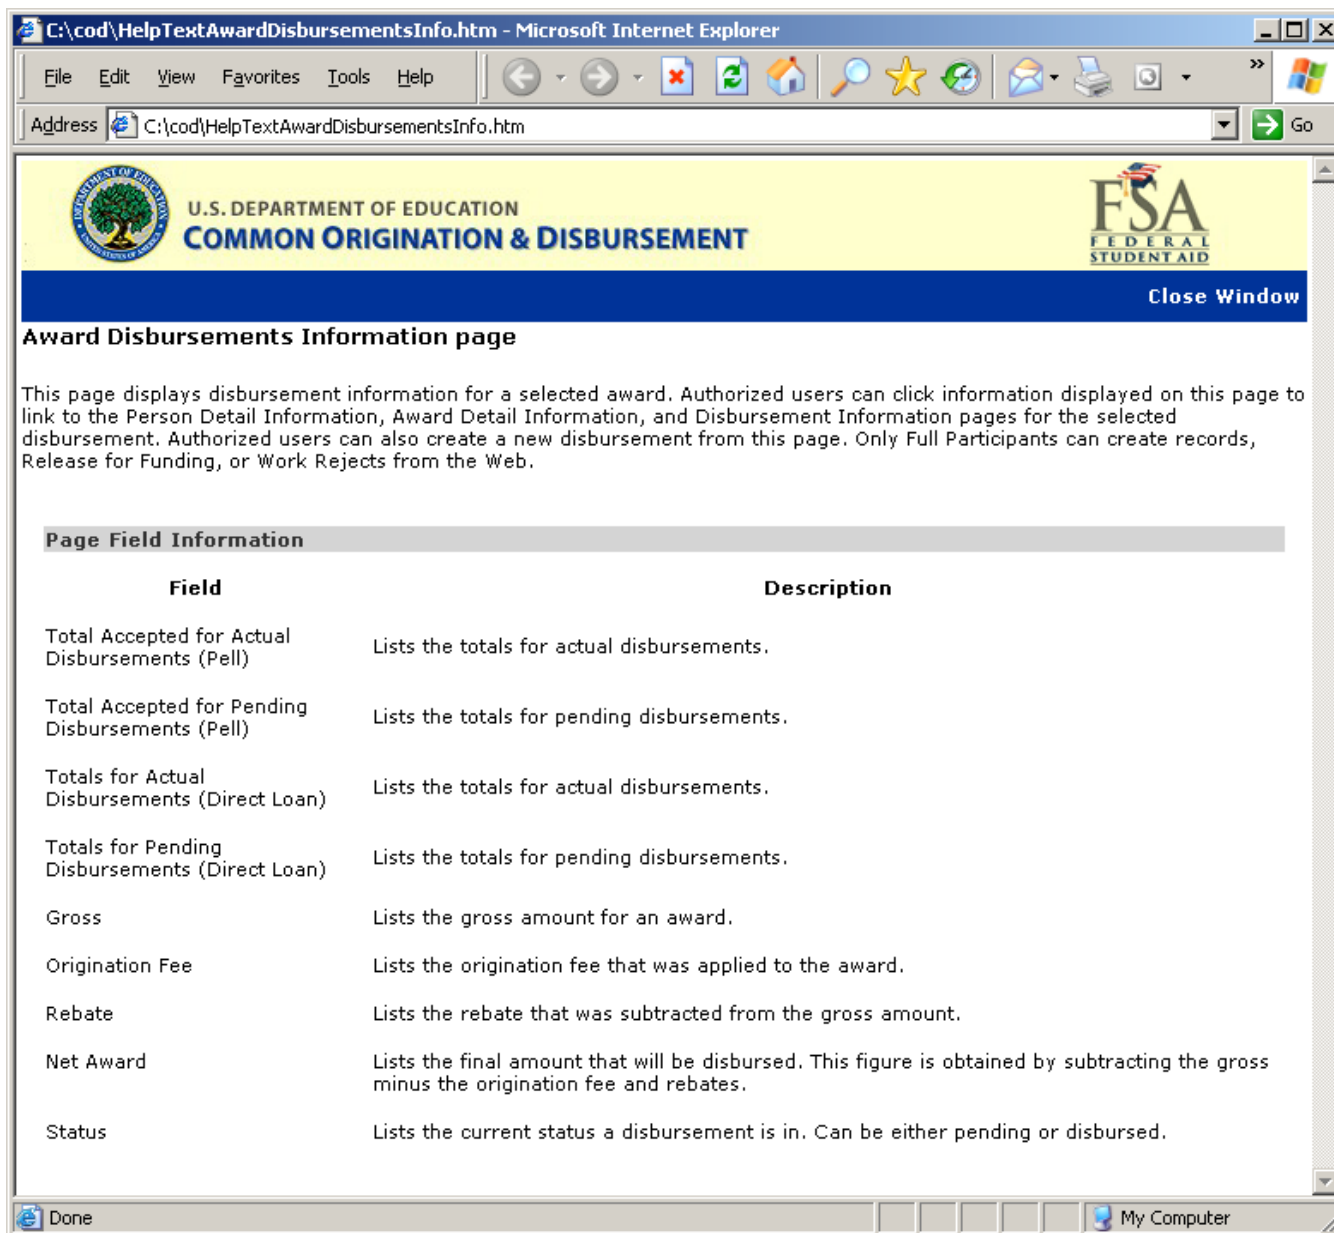 C:\cod\HelpTextAwardDisbursementsInfo.htm - Microsoft Internet Explorer
File Edit View Favorites Tools Help
»
Address C:\cod\HelpTextAwardDisbursementsInfo.htm Go
U.S. DEPARTMENT OF EDUCATION
COMMON ORIGINATION & DISBURSEMENT
FSA
FEDERAL
STUDENT AID
Close Window
Award Disbursements Information page
This page displays disbursement information for a selected award. Authorized users can click information displayed on this page to
link to the Person Detail Information, Award Detail Information, and Disbursement Information pages for the selected
disbursement. Authorized users can also create a new disbursement from this page. Only Full Participants can create records,
Release for Funding, or Work Rejects from the Web.
Page Field Information
Field Description
Total Accepted for Actual
Disbursements (Pell)
Lists the totals for actual disbursements.
Total Accepted for Pending
Disbursements (Pell)
Lists the totals for pending disbursements.
Totals for Actual
Disbursements (Direct Loan)
Lists the totals for actual disbursements.
Totals for Pending
Disbursements (Direct Loan)
Lists the totals for pending disbursements.
Gross Lists the gross amount for an award.
Origination Fee Lists the origination fee that was applied to the award.
Rebate Lists the rebate that was subtracted from the gross amount.
Net Award Lists the final amount that will be disbursed. This figure is obtained by subtracting the gross
minus the origination fee and rebates.
Status Lists the current status a disbursement is in. Can be either pending or disbursed.
Done My Computer